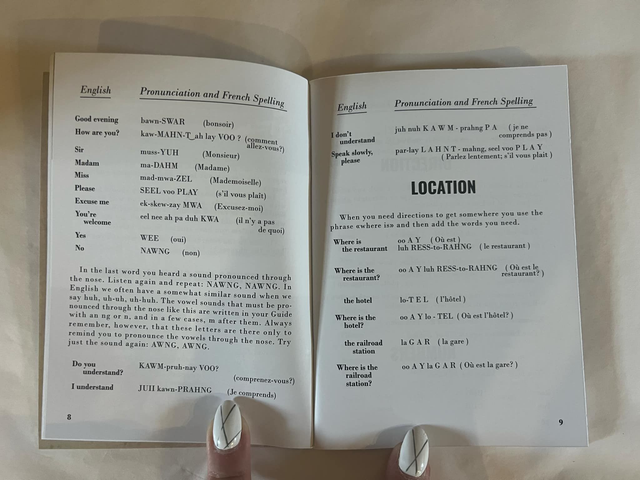 English Pronunciation and French Spelling
Good evening bawn-SWAR (bonsoir)
How are you? kaw-MAHN-T_ah lay VOO ? (comment
allez-vous?)
Sir muss-YUH (Monsieur)
Madam ma-DAHM (Madame)
Miss mad-mwa-ZEL (Mademoiselle)
Please SEEL voo PLAY (s'il vous plaît)
Excuse me ek-skew-zay MWA (Excusez-moi)
You're
welcome eel nee ah pa duh KWA (il n'y a pas
de quoi)
Yes WEE (oui)
No NAWNG (non)
In the last word you heard a sound pronounced through
the nose. Listen again and repeat: NAWNG, NAWNG. In
English we often have a somewhat similar sound when we
say huh, uh-uh, uh-huh. The vowel sounds that must be pro-
nounced through the nose like this are written in your Guide
with an ng or n, and in a few cases, m after them. Always
remember, however, that these letters are there only to
remind you to pronounce the vowels through the nose. Try
just the sound again: AWNG, AWNG.
Do you
understand? KAWM-pruh-nay VOO?
(comprenez-vous?)
I understand JUH kawn-PRAHNG (Je comprends)
8
English Pronunciation and French Spelling
I don't
understand juh nuh K A W M - prahng P A ( je ne
comprends pas )
Speak slowly,
please par-lay L A H N T - mahng, seel voo P L A Y
( Parlez lentement; s'il vous plait )
LOCATION
When you need directions to get somewhere you use the
phrase «where is» and then add the words you need.
Where is oo A Y ( Où est )
the restaurant luh RESS-to-RAHNG ( le restaurant )
Where is the
restaurant? oo A Y luh RESS-to-RAHNG ( Où est le
restaurant? )
the hotel lo-T E L ( l'hôtel )
Where is the
hotel? oo A Y lo - TEL ( Où est l'hôtel? )
the railroad
station la G A R ( la gare )
Where is the
railroad
station? oo A Y la G A R ( Où est la gare? )
9